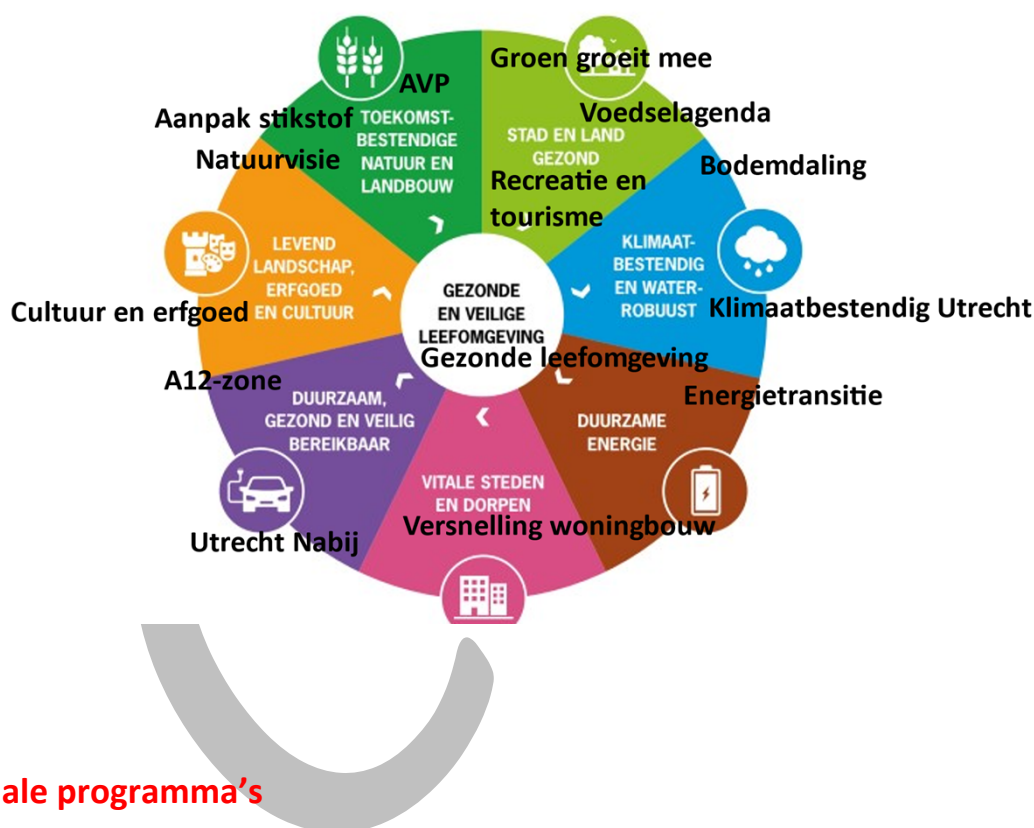 Groen groeit mee
AVP
Voedselagenda
Aanpak stikstof
TOEKOMST-
BESTENDIGE
NATUUR EN
LANDBOUW
STAD EN LAND
GEZOND
Natuurvisie
Bodemdaling
Recreatie en
tourisme
LEVEND
LANDSCHAP,
ERFGOED
EN CULTUUR
KLIMAAT-
BESTENDIG
EN WATER-
ROBUUST
GEZONDE
EN VEILIGE
LEEFOMGEVING
Cultuur en erfgoed
Klimaatbestendig Utrecht
Gezonde leefomgeving
A12-zone
Energietransitie
DUURZAAM,
GEZOND EN VEILIG
BEREIKBAAR
DUURZAME
ENERGIE
VITALE STEDEN
EN DORPEN
Versnelling woningbouw
Utrecht Nabij
ale programma's